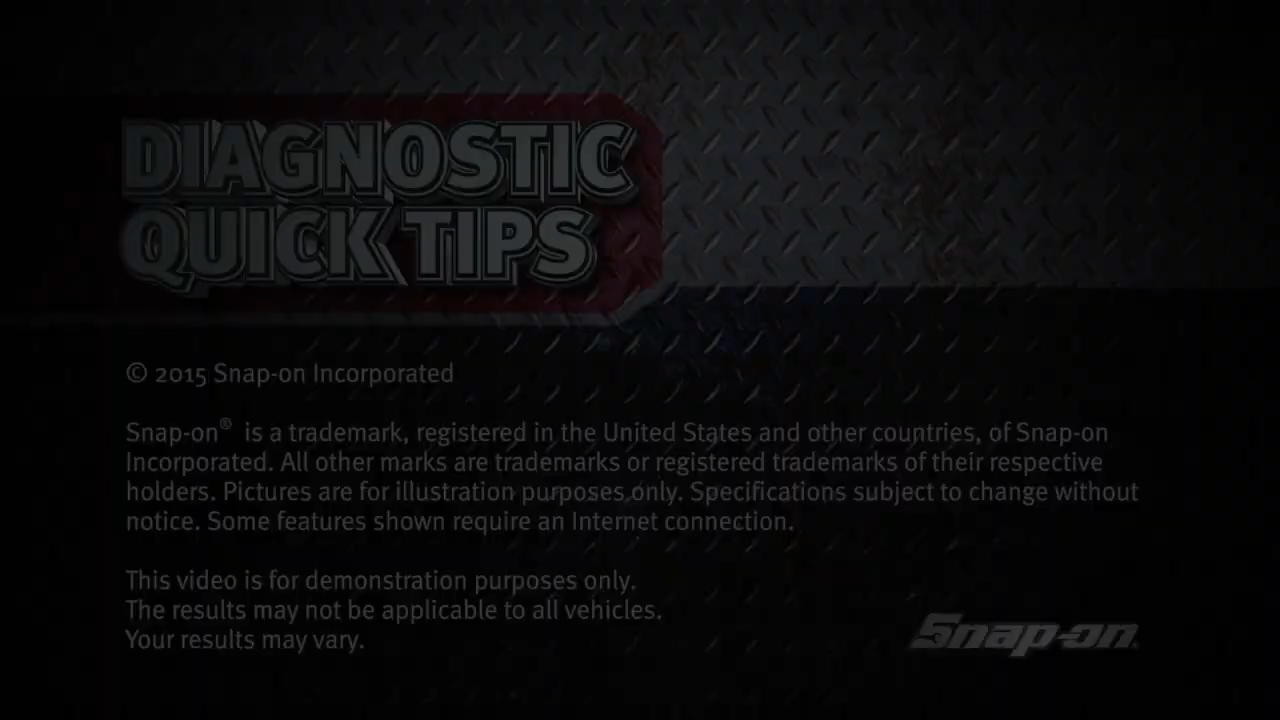 DIAGNOSTIC
QUICK TIPS
© 2015 Snap-on Incorporated
Snap-on® is a trademark, registered in the United States and other countries, of Snap-on
Incorporated. All other marks are trademarks or registered trademarks of their respective
holders. Pictures are for illustration purposes only. Specifications subject to change without
notice. Some features shown require an Internet connection.
This video is for demonstration purposes only.
The results may not be applicable to all vehicles.
Your results may vary.
Snap-on